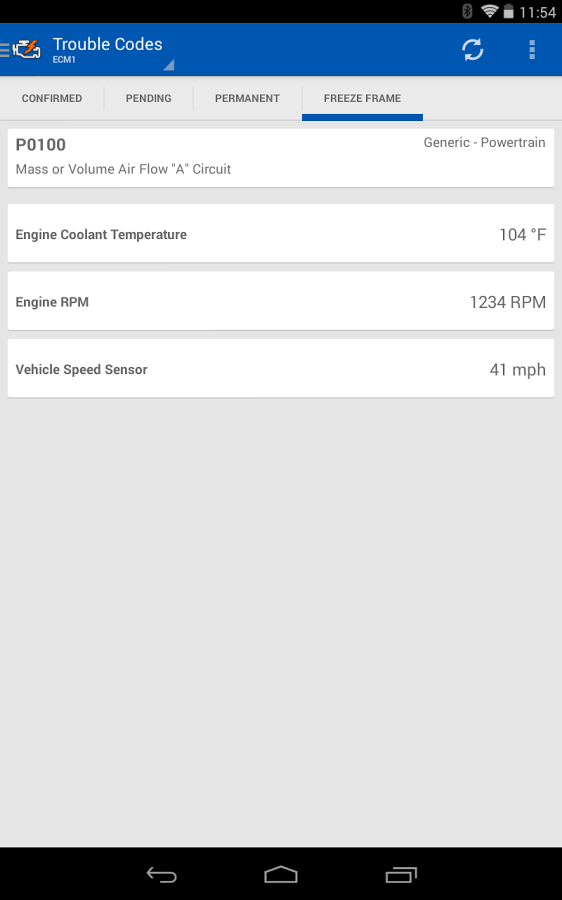 11:54
Trouble Codes
ECM1
CONFIRMED PENDING PERMANENT FREEZE FRAME
P0100 Generic - Powertrain
Mass or Volume Air Flow "A" Circuit
Engine Coolant Temperature 104 °F
Engine RPM 1234 RPM
Vehicle Speed Sensor 41 mph